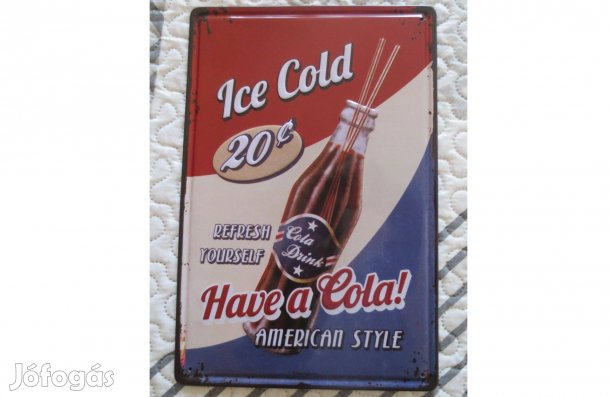 Ice Cold
20¢
REFRESH
YOURSELF
Cola
Drink
Have a Cola!
AMERICAN STYLE
Jófogás